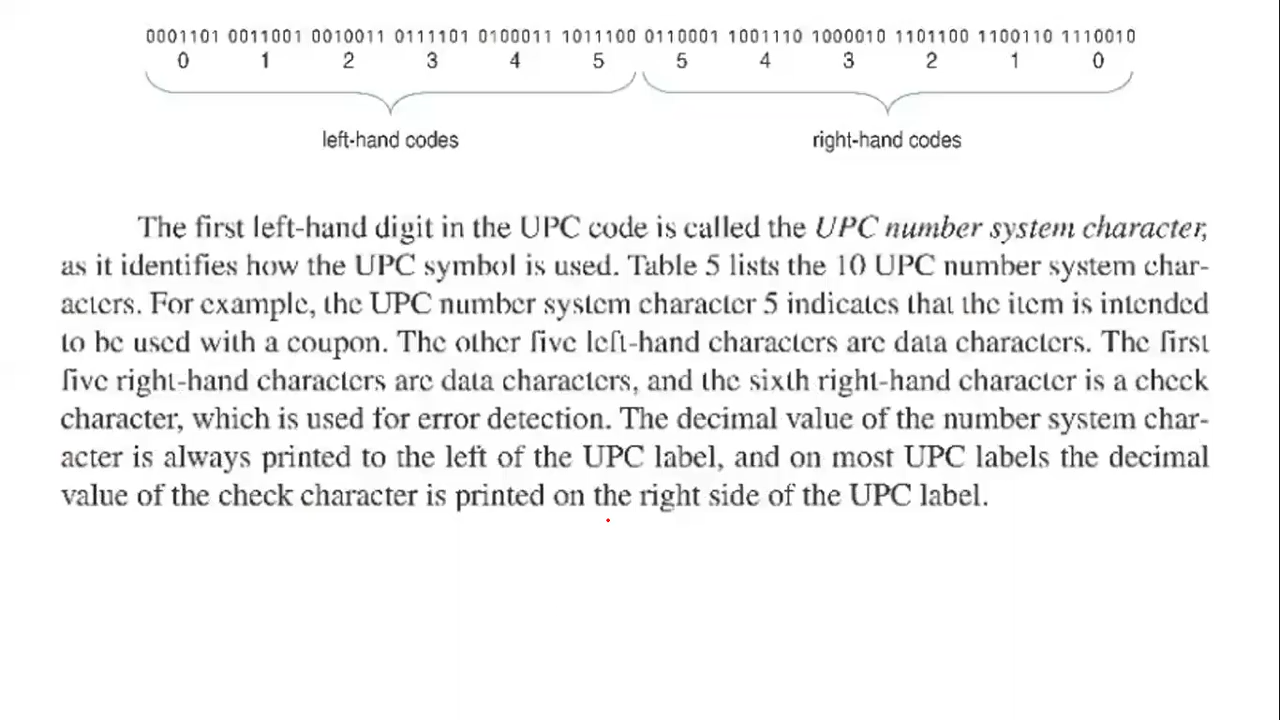 0001101 0011001 0010011 0111101 0100011 1011100 0110001 1001110 1000010 1101100 1100110 1110010
0 1 2 3 4 5 5 4 3 2 1 0
left-hand codes right-hand codes
The first left-hand digit in the UPC code is called the UPC number system character,
as it identifies how the UPC symbol is used. Table 5 lists the 10 UPC number system char-
acters. For example, the UPC number system character 5 indicates that the item is intended
to be used with a coupon. The other five left-hand characters are data characters. The first
five right-hand characters are data characters, and the sixth right-hand character is a check
character, which is used for error detection. The decimal value of the number system char-
acter is always printed to the left of the UPC label, and on most UPC labels the decimal
value of the check character is printed on the right side of the UPC label.